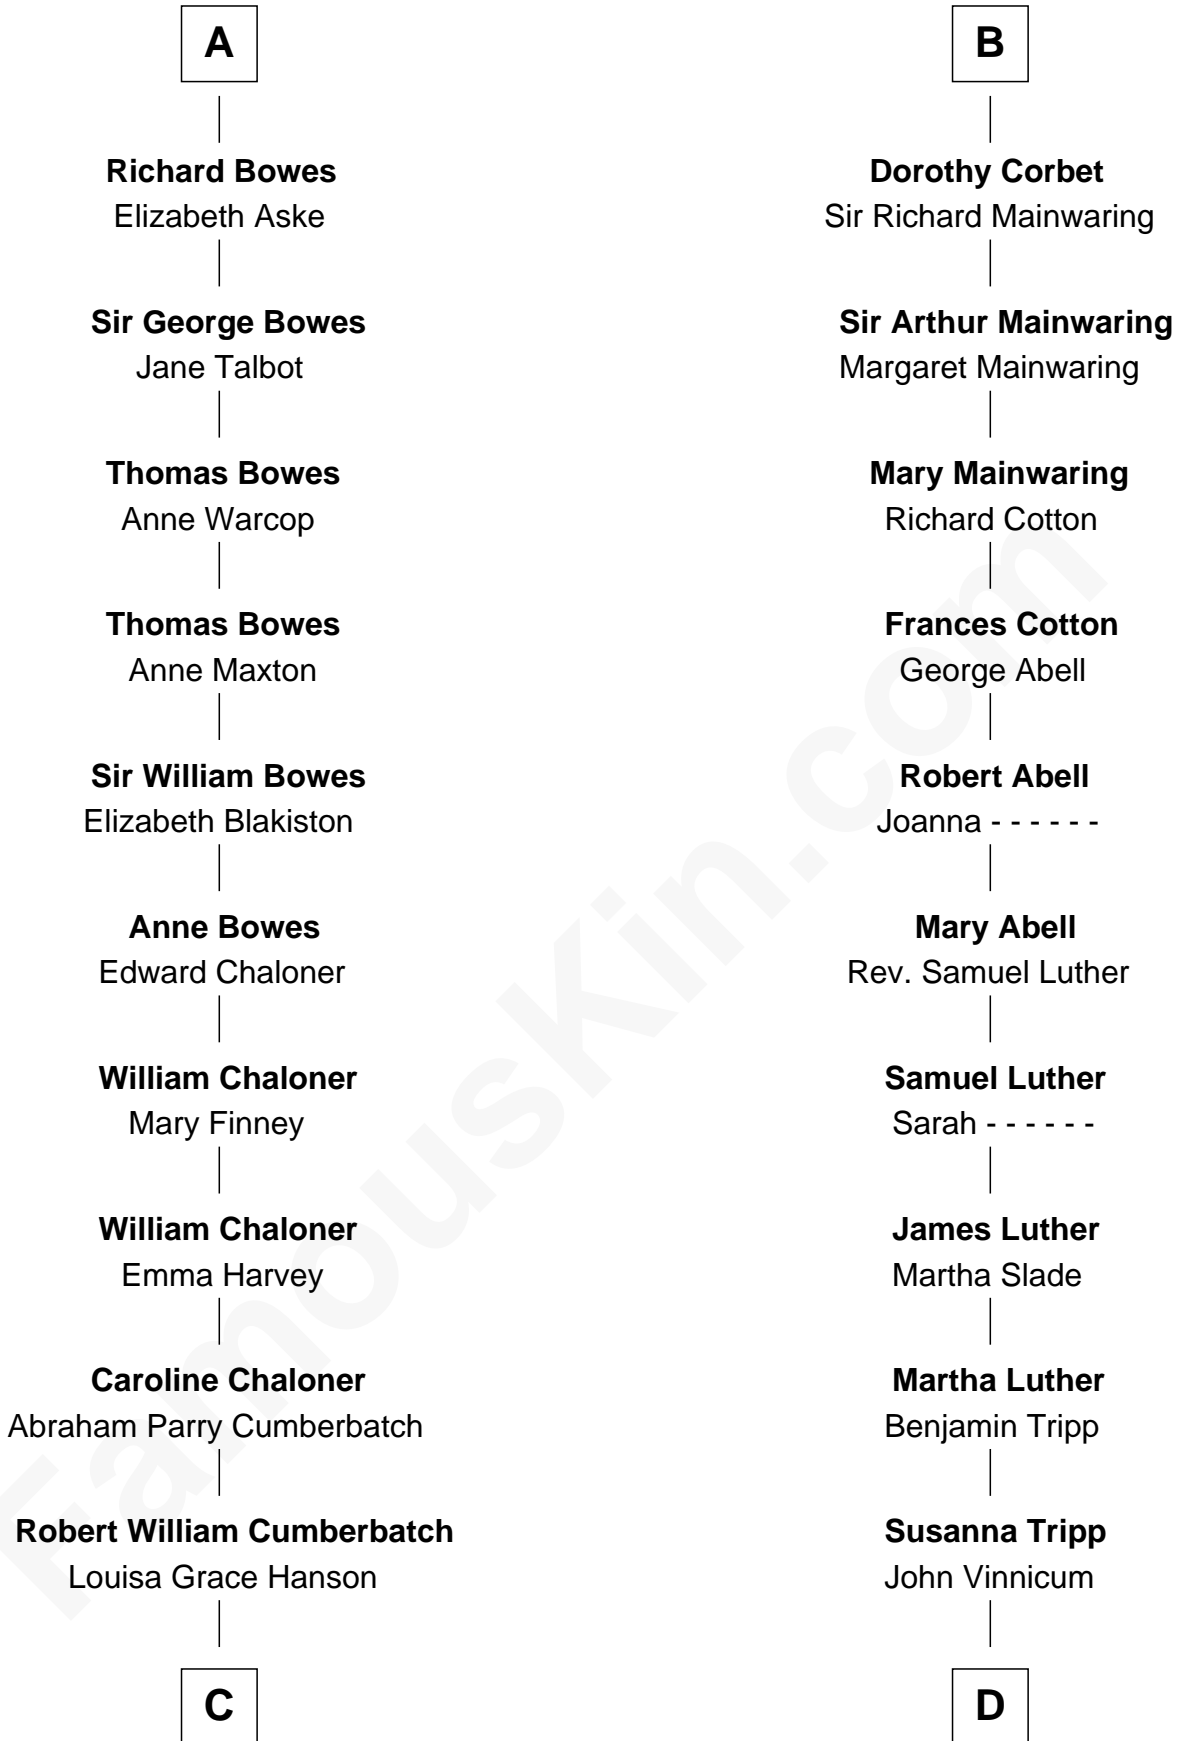 A
Richard Bowes
Elizabeth Aske
Sir George Bowes
Jane Talbot
Thomas Bowes
Anne Warcop
Thomas Bowes
Anne Maxton
Sir William Bowes
Elizabeth Blakiston
Anne Bowes
Edward Chaloner
William Chaloner
Mary Finney
William Chaloner
Emma Harvey
Caroline Chaloner
Abraham Parry Cumberbatch
Robert William Cumberbatch
Louisa Grace Hanson
C
B
Dorothy Corbet
Sir Richard Mainwaring
Sir Arthur Mainwaring
Margaret Mainwaring
Mary Mainwaring
Richard Cotton
Frances Cotton
George Abell
Robert Abell
Joanna - - - - - -
Mary Abell
Rev. Samuel Luther
Samuel Luther
Sarah - - - - - -
James Luther
Martha Slade
Martha Luther
Benjamin Tripp
Susanna Tripp
John Vinnicum
D
FamousKin.com